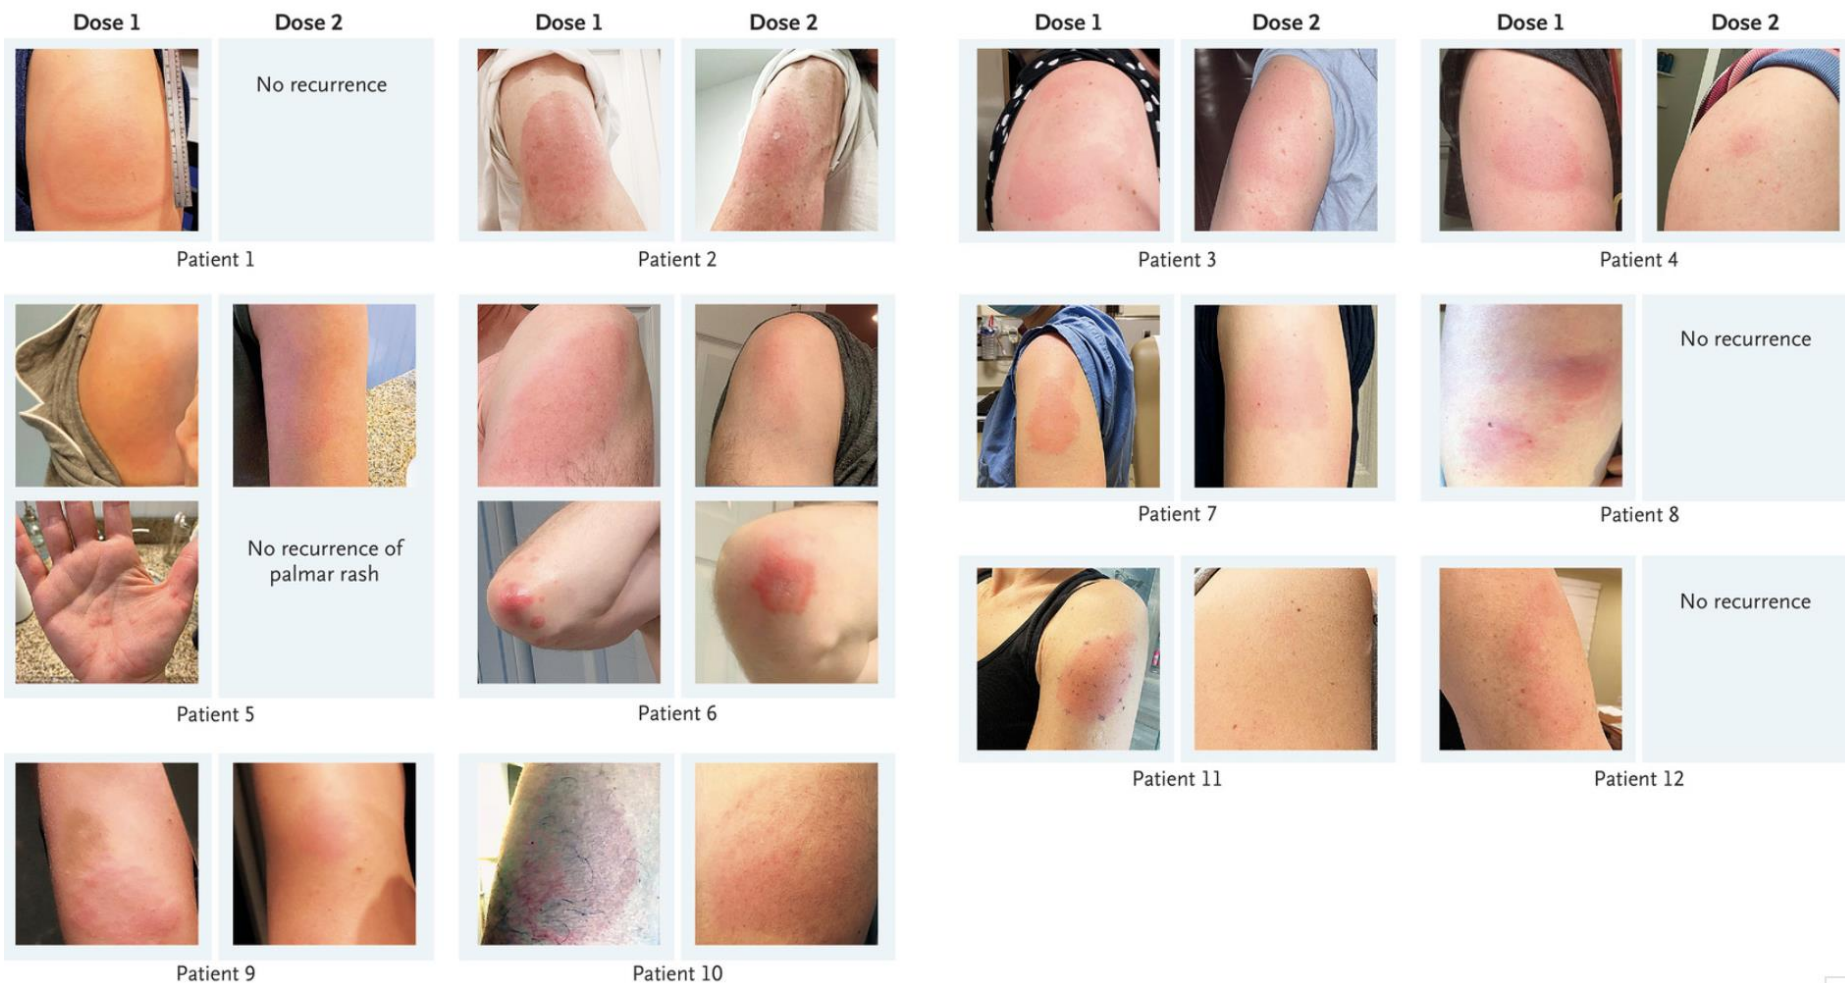 Dose 1
Dose 2
Dose 1
Dose 2
Dose 1
Dose 2
Dose 1
Dose 2
No recurrence
Patient 1
Patient 2
Patient 3
Patient 4
No recurrence
Patient 7
Patient 8
No recurrence of
palmar rash
Patient 5
Patient 6
No recurrence
Patient 11
Patient 12
Patient 9
Patient 10